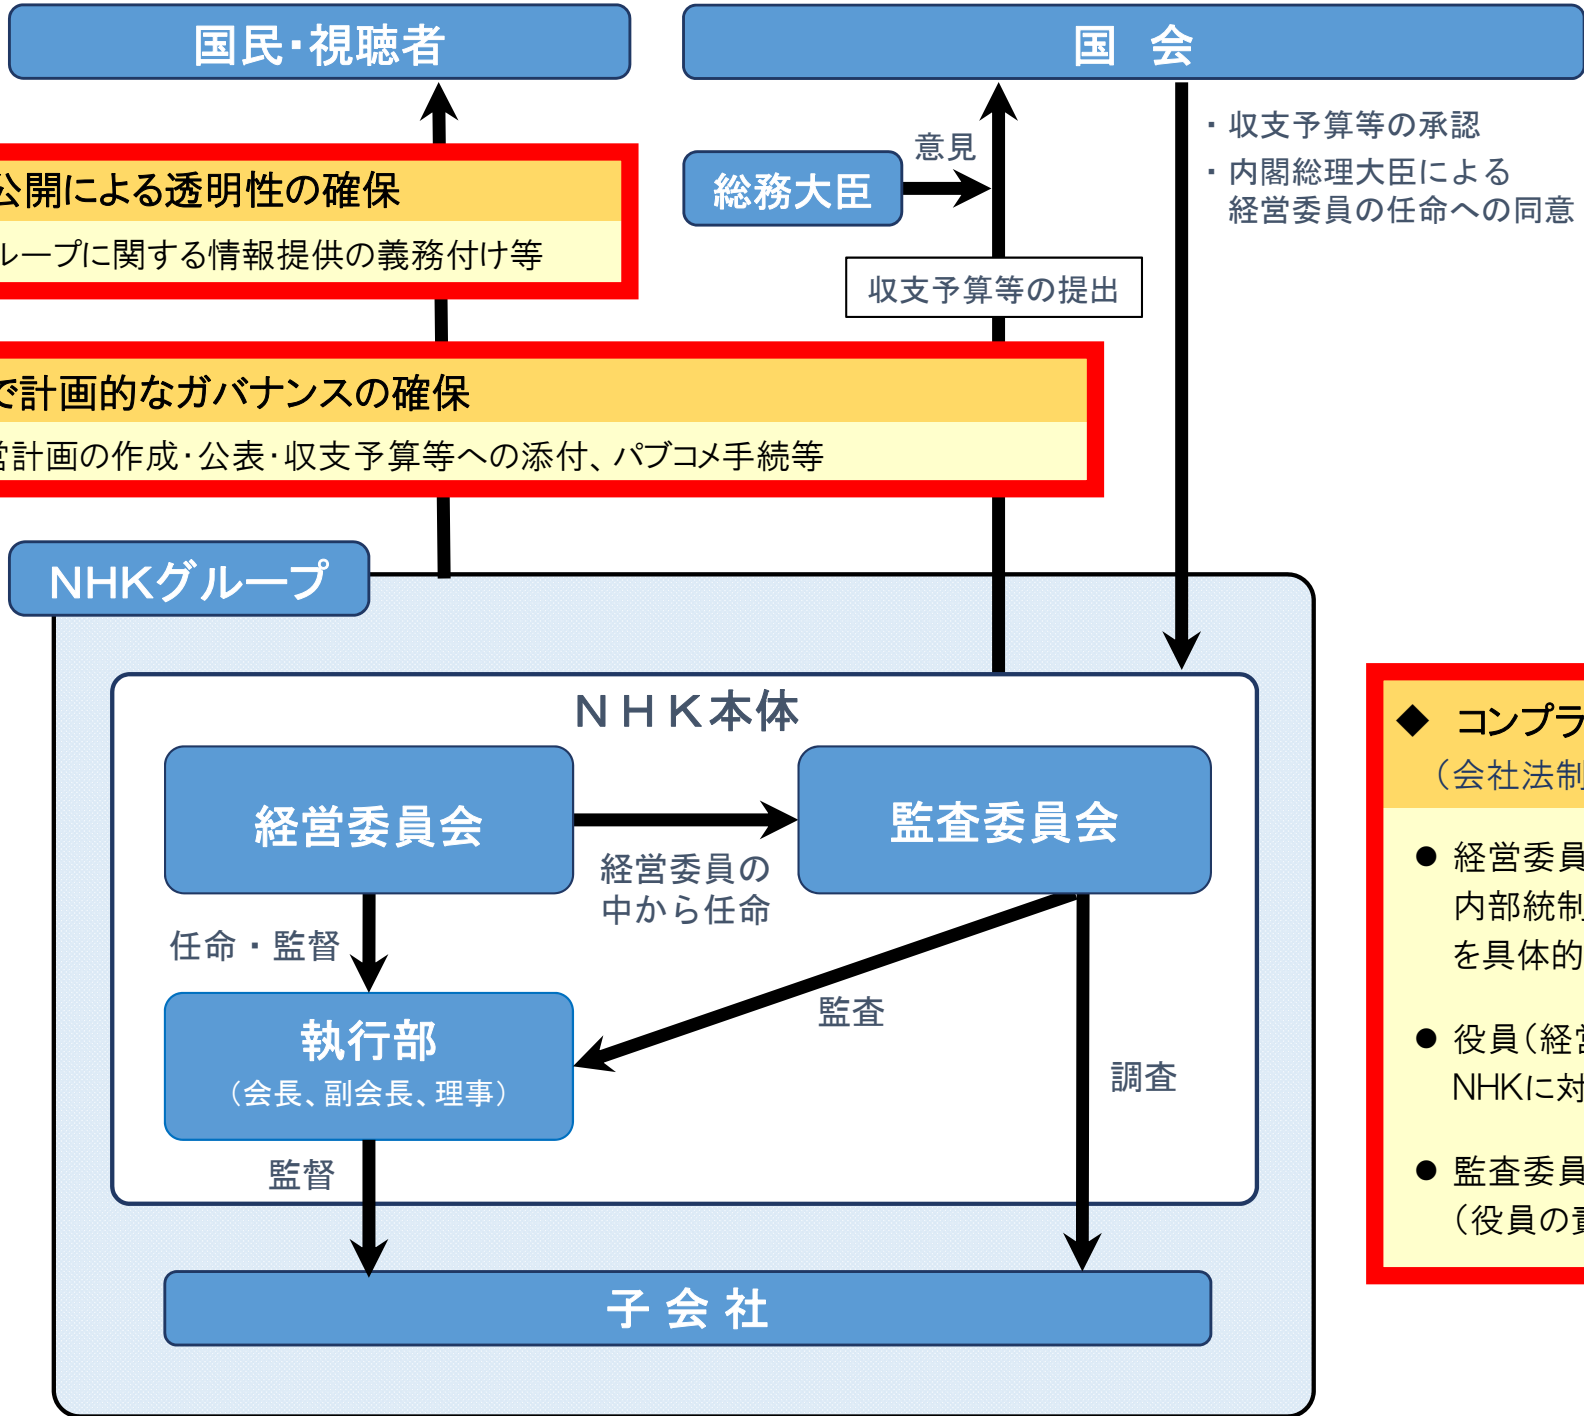 国民・視聴者
国 会
・収支予算等の承認
・内閣総理大臣による
経営委員の任命への同意
意見
総務大臣
公開による透明性の確保
ループに関する情報提供の義務付け等
収支予算等の提出
で計画的なガバナンスの確保
営計画の作成・公表・収支予算等への添付、パブコメ手続等
NHKグループ
NHK本体
経営委員会
監査委員会
経営委員の
中から任命
任命・監督
執行部
（会長、副会長、理事）
監査
調査
監督
子会社
◆ コンプラ
（会社法制
● 経営委員
内部統制
を具体的
● 役員（経営
NHKに対
● 監査委員
（役員の責